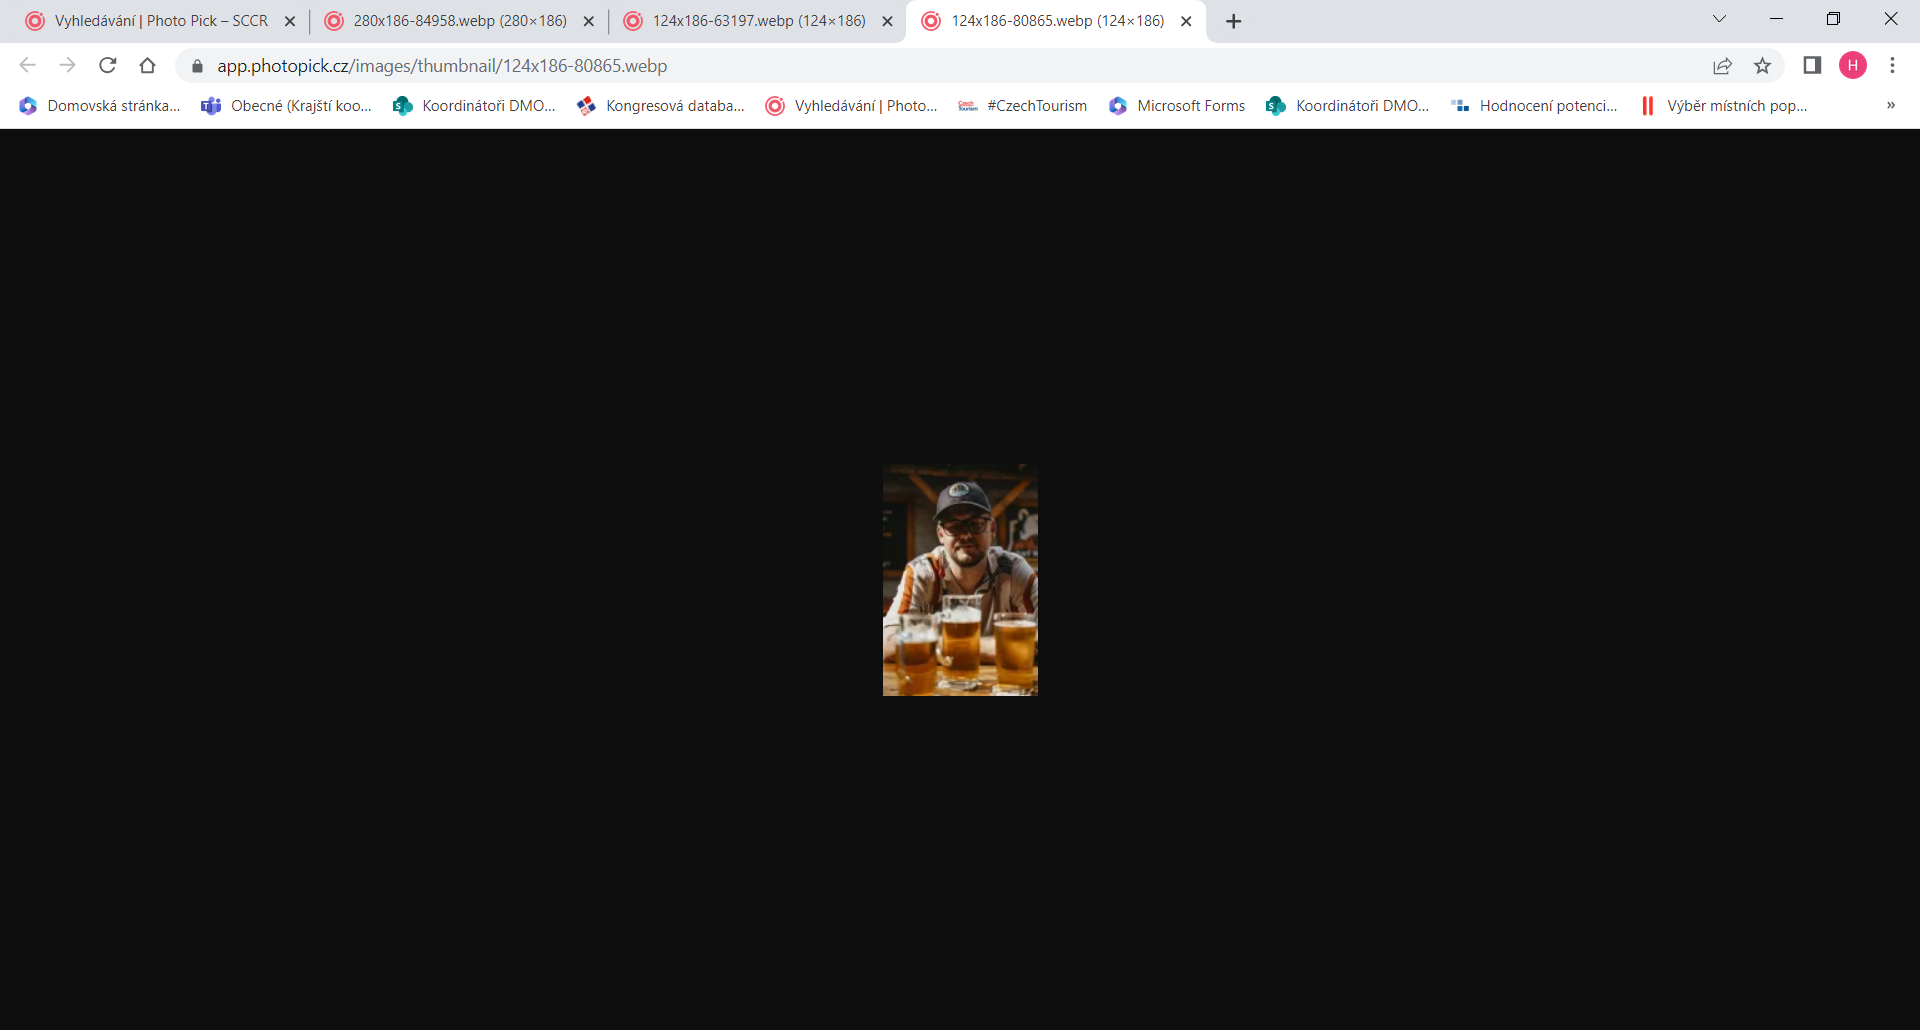 Vyhledávání | Photo Pick – SCCR
280x186-84958.webp (280×186)
124x186-63197.webp (124×186)
124x186-80865.webp (124×186)
app.photopick.cz/images/thumbnail/124x186-80865.webp
H
Domovská stránka...
Obecné (Krajští koo...
Koordinátoři DMO...
Kongresová databa...
Vyhledávání | Photo...
Czech
Tourism
#CzechTourism
Microsoft Forms
Koordinátoři DMO...
Hodnocení potenci...
Výběr místních pop...
»